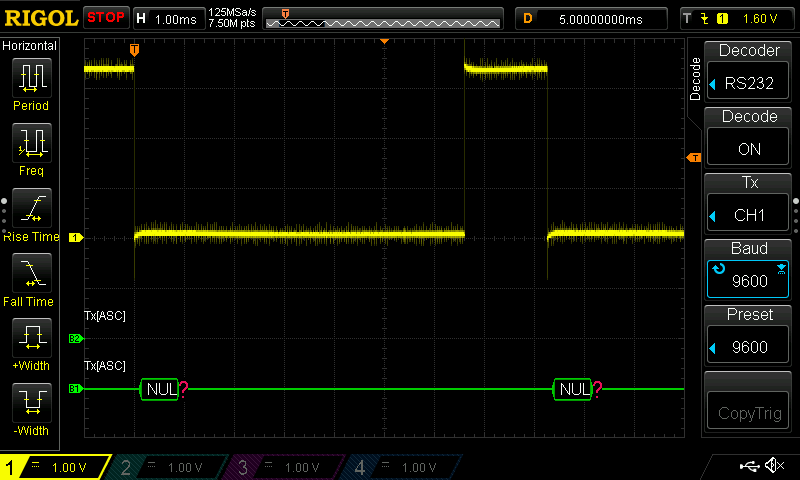 RIGOL STOP H 1.00ms 125MSa/s 7.50M pts D 5.00000000ms T 1 1.60 V
Horizontal
Period
Freq
Rise Time
Fall Time
+Width
-Width
T
T
1
Tx[ASC]
B2
Tx[ASC]
B1 NUL? NUL?
Decode
Decoder
RS232
Decode
ON
Tx
CH1
Baud
9600
Preset
9600
CopyTrig
1 = 1.00 V 2 = 1.00 V 3 = 1.00 V 4 = 1.00 V